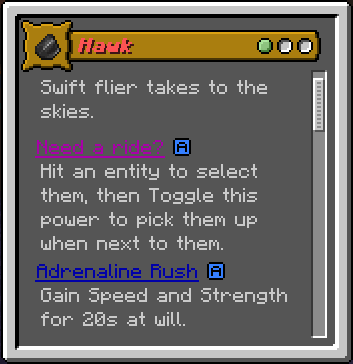 Hawk
Swift flier takes to the
skies.
Need a ride? A
Hit an entity to select
them, then Toggle this
power to pick them up
when next to them.
Adrenaline Rush A
Gain Speed and Strength
for 20s at will.